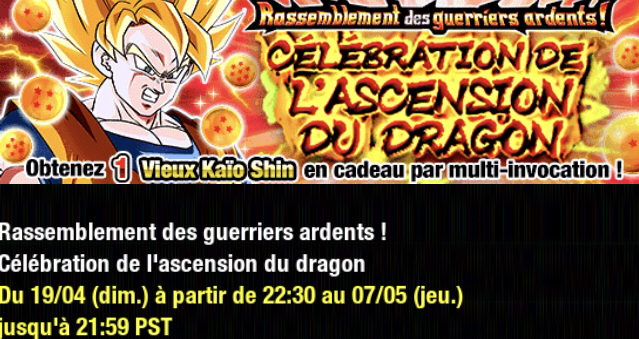 Rassemblement des guerriers ardents !
CÉLÉBRATION DE
L'ASCENSION
DU DRAGON
Obtenez 1 Vieux Kaïo Shin en cadeau par multi-invocation !
Rassemblement des guerriers ardents !
Célébration de l'ascension du dragon
Du 19/04 (dim.) à partir de 22:30 au 07/05 (jeu.)
jusqu'à 21:59 PST